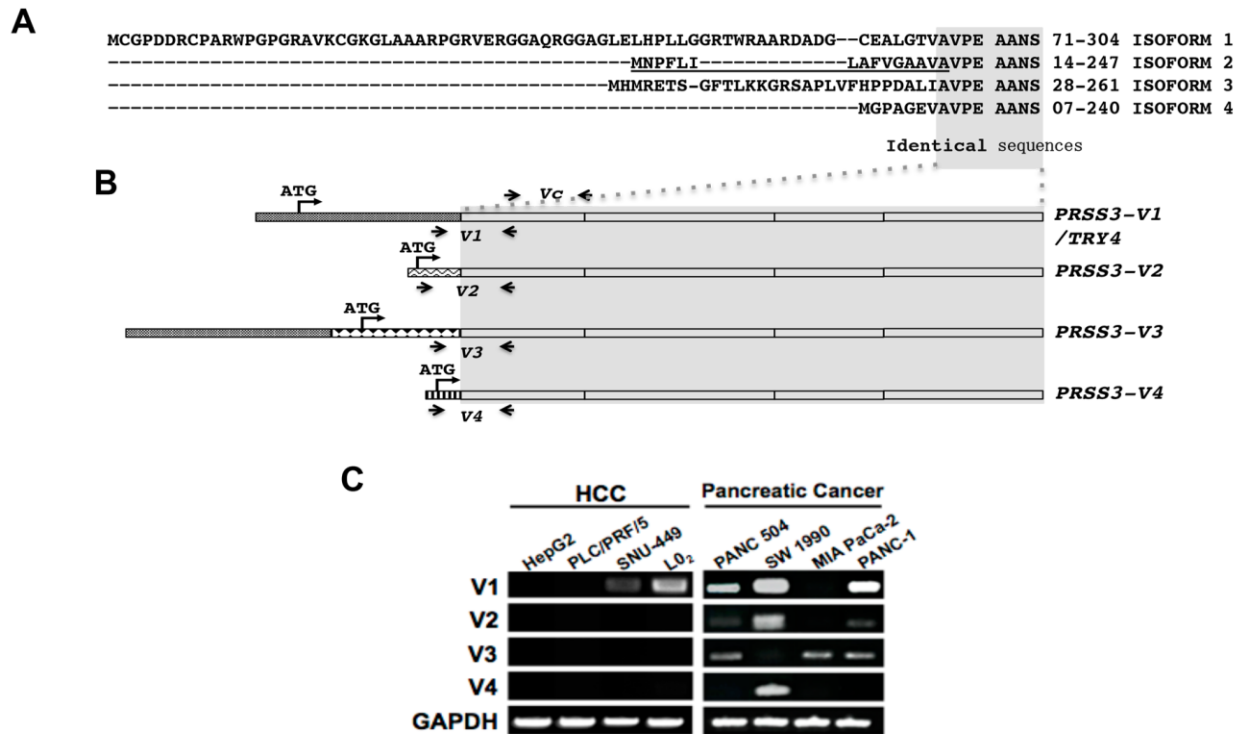 A
MCGPDDRCPARWPGPGRAVKCGKGLAAARPGRVERGGAQRGGAGLELHPLLGGRTWRAARDADG--CEALGTVAVPE AANS 71-304 ISOFORM 1
------------------------------------------------MNPFLI--------------LAFVGAAVAVPE AANS 14-247 ISOFORM 2
----------------------------------------------MHMRETS-GFTLKKGRSAPLVFHPPDALIAVPE AANS 28-261 ISOFORM 3
---------------------------------------------------------------------MGPAGEVAVPE AANS 07-240 ISOFORM 4
Identical sequences
B
ATG
Vc
PRSS3-V1
/TRY4
V1
ATG
PRSS3-V2
V2
ATG
PRSS3-V3
V3
ATG
PRSS3-V4
V4
C
HCC
Pancreatic Cancer
HepG2 PLC/PRF/5 SNU-449 L0₂ PANC 504 SW 1990 MIA PaCa-2 PANC-1
V1
V2
V3
V4
GAPDH